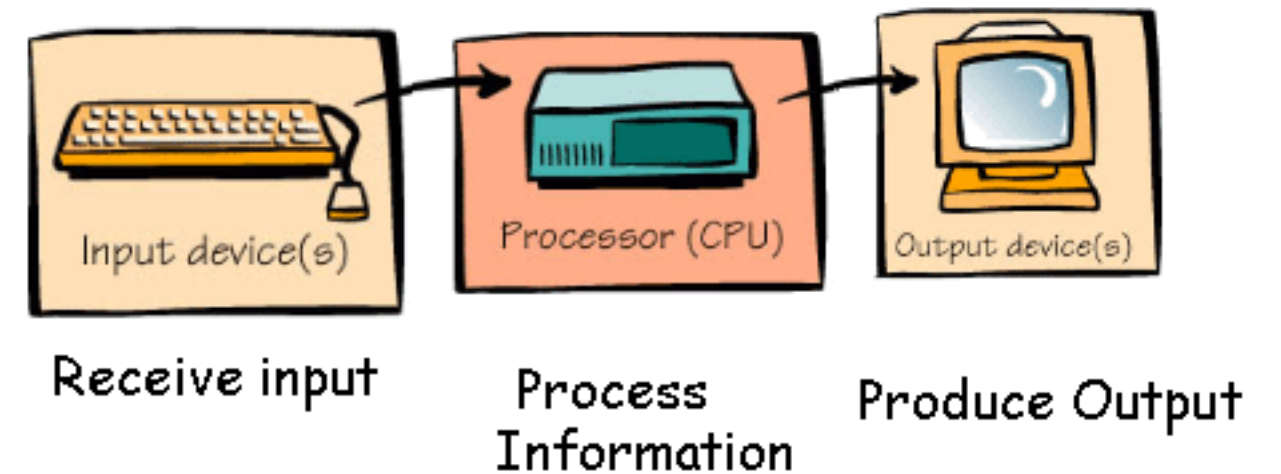 Input device(s)
Processor (CPU)
Output device(s)
Receive input
Process
Information
Produce Output